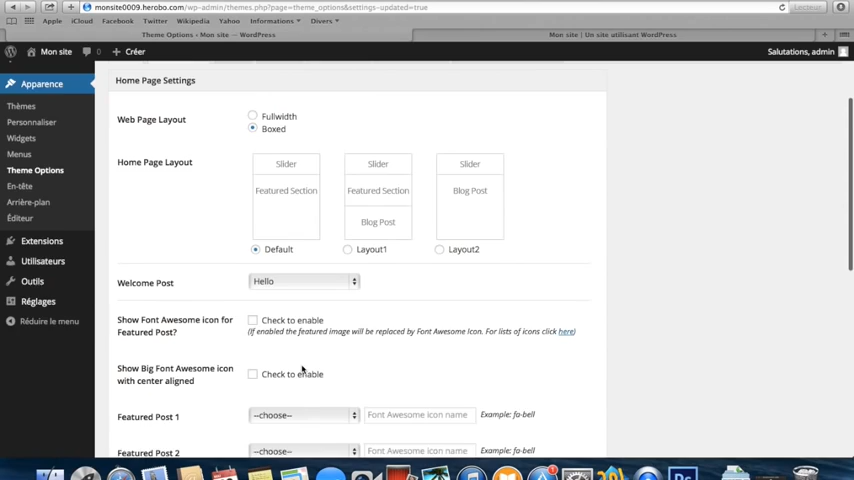 monsite0009.herobo.com/wp-admin/themes.php?page=theme_options&settings-updated=true
Lecteur
Apple iCloud Facebook Twitter Wikipedia Yahoo Informations Divers
Theme Options ‹ Mon site — WordPress
Mon site | Un site utilisant WordPress
Mon site 0 + Créer
Salutations, admin
Apparence
Thèmes
Personnaliser
Widgets
Menus
Theme Options
En-tête
Arrière-plan
Éditeur
Extensions
Utilisateurs
Outils
Réglages
Réduire le menu
Home Page Settings
Web Page Layout
Fullwidth
Boxed
Home Page Layout
Slider
Featured Section
Default
Slider
Featured Section
Blog Post
Layout1
Slider
Blog Post
Layout2
Welcome Post
Hello
Show Font Awesome icon for
Featured Post?
Check to enable
(If enabled the featured image will be replaced by Font Awesome Icon. For lists of icons click here)
Show Big Font Awesome icon
with center aligned
Check to enable
Featured Post 1
--choose--
Font Awesome icon name
Example: fa-bell
Featured Post 2
--choose--
Font Awesome icon name
Example: fa-bell
Ps